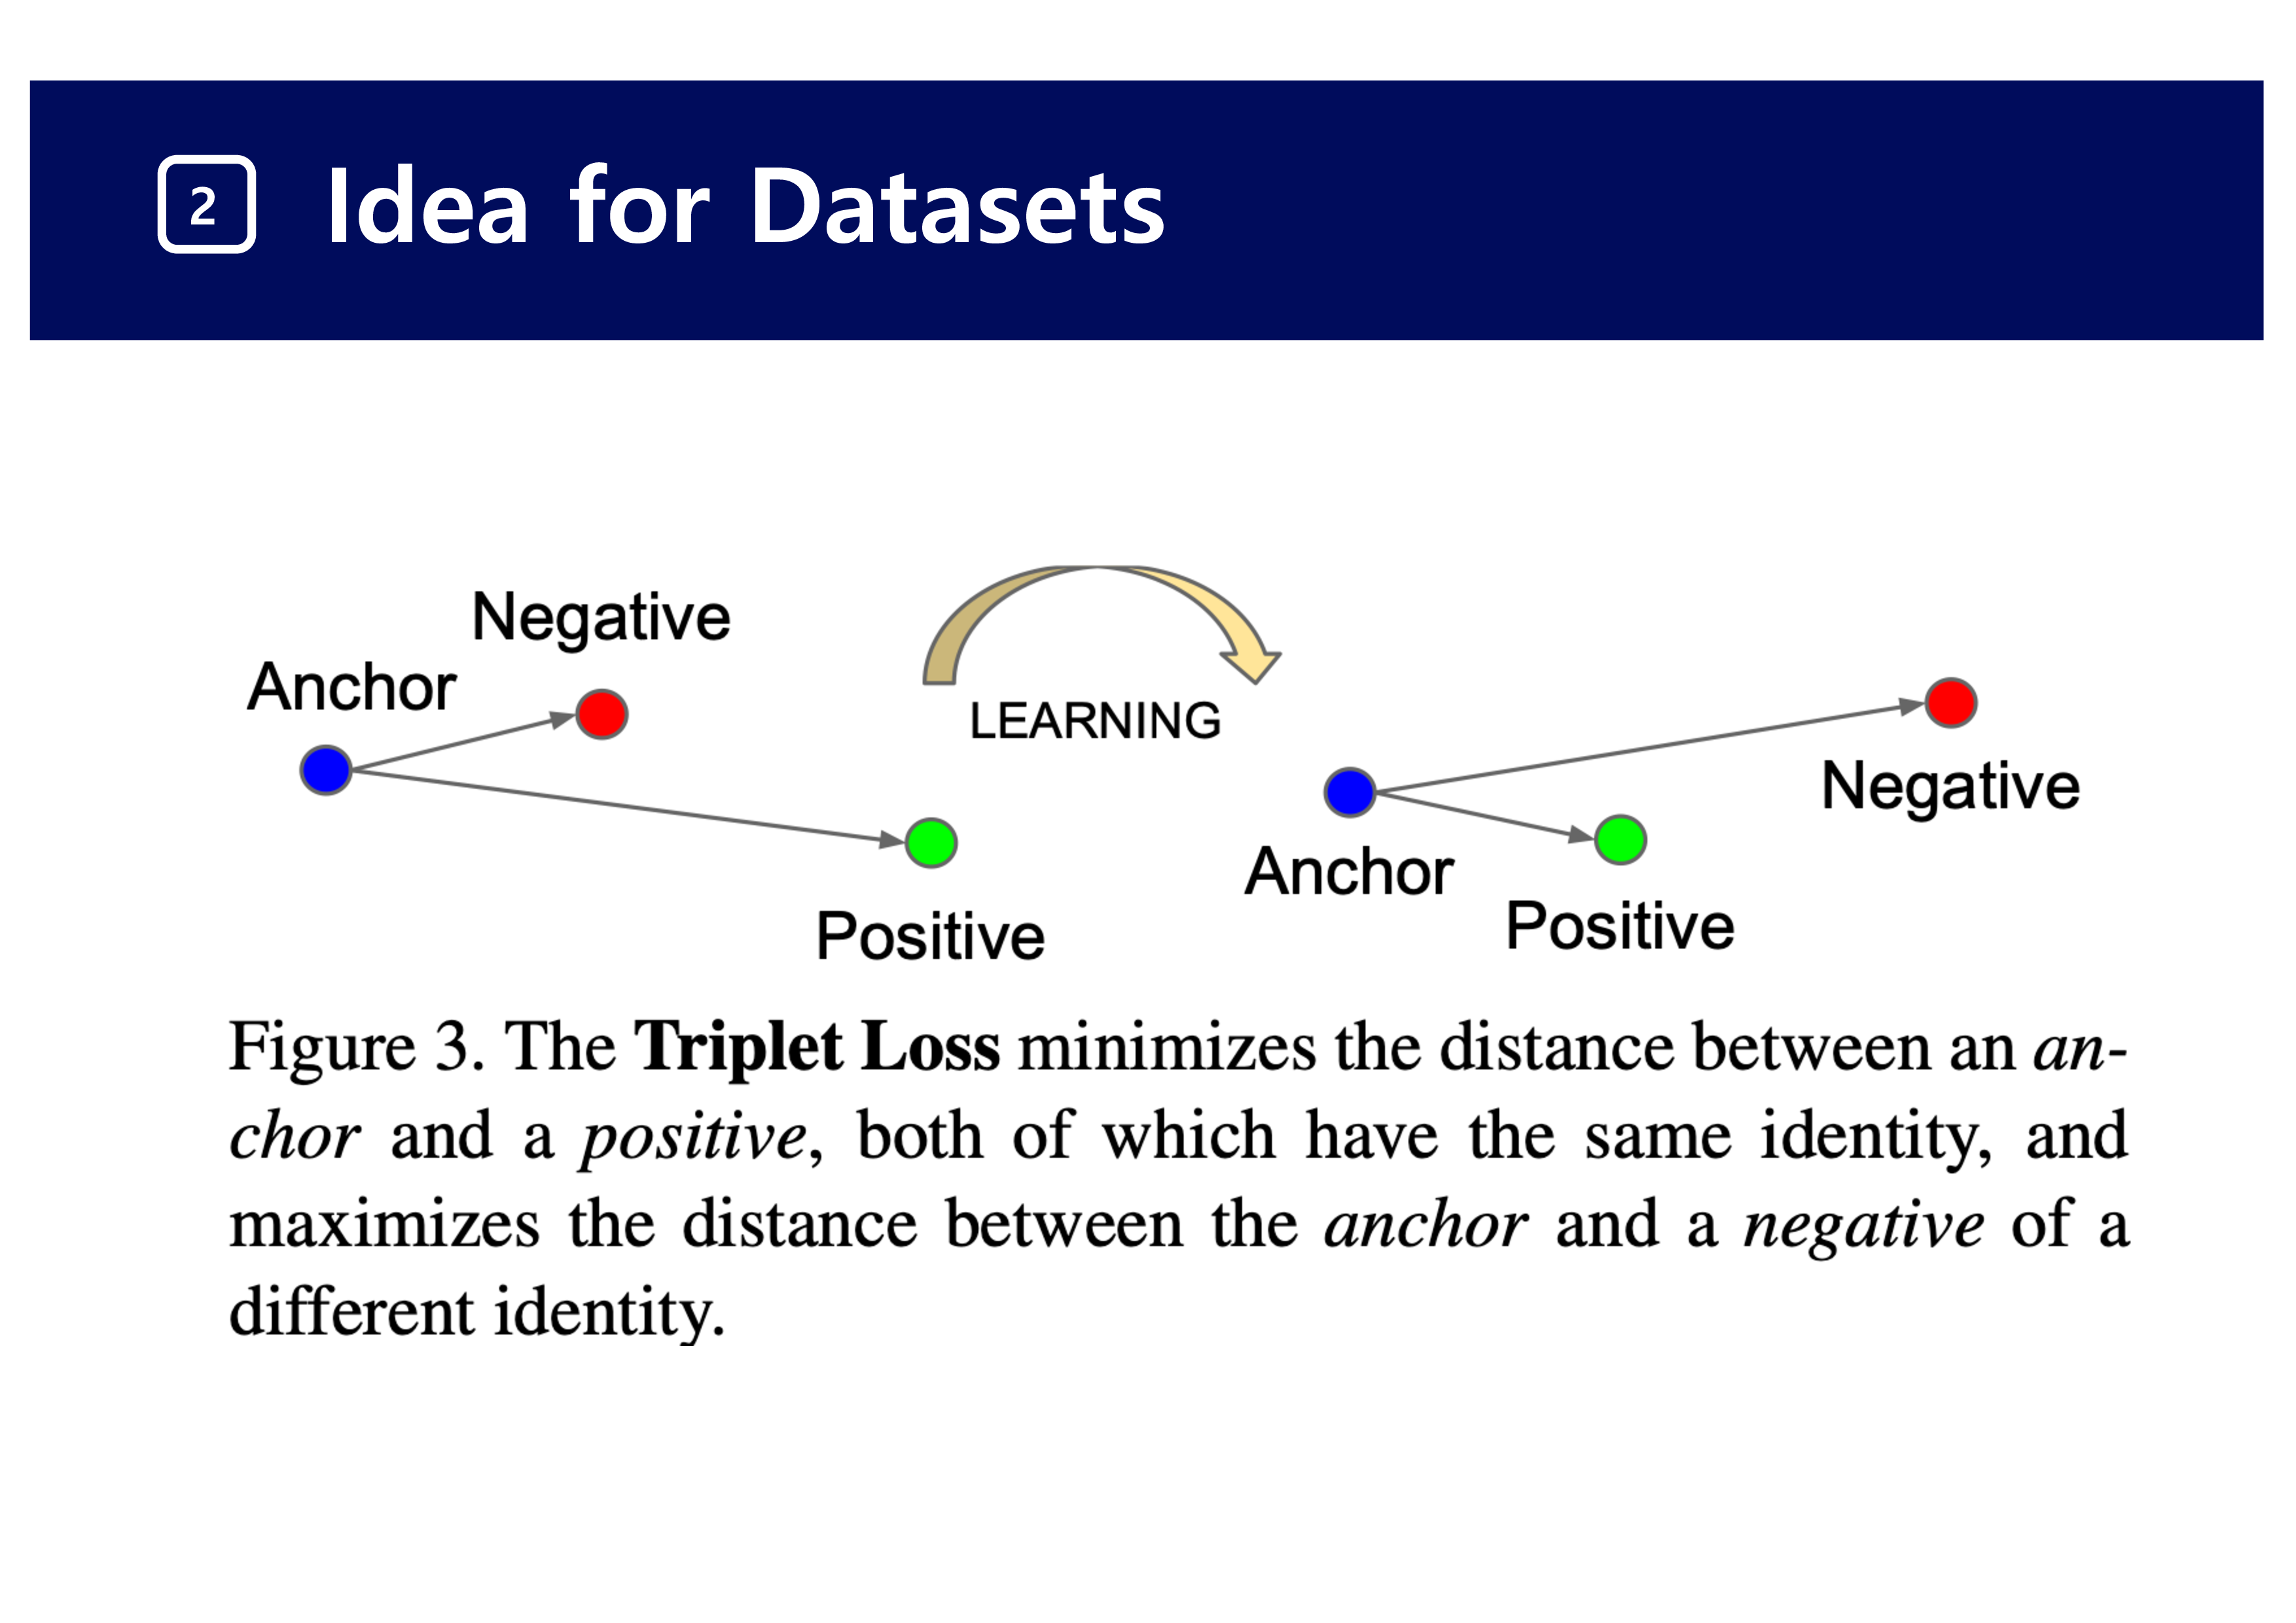 2 Idea for Datasets
Negative
Anchor
LEARNING
Positive
Negative
Anchor
Positive
Figure 3. The Triplet Loss minimizes the distance between an an-
chor and a positive, both of which have the same identity, and
maximizes the distance between the anchor and a negative of a
different identity.